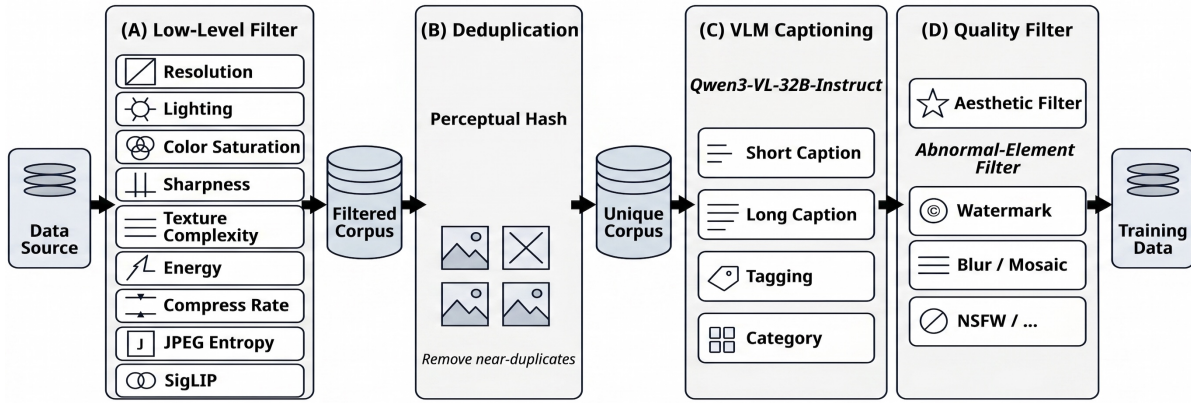 Data
Source
(A) Low-Level Filter
Resolution
Lighting
Color Saturation
Sharpness
Texture
Complexity
Energy
Compress Rate
J
JPEG Entropy
SigLIP
Filtered
Corpus
(B) Deduplication
Perceptual Hash
Remove near-duplicates
Unique
Corpus
(C) VLM Captioning
Qwen3-VL-32B-Instruct
Short Caption
Long Caption
Tagging
Category
(D) Quality Filter
Aesthetic Filter
Abnormal-Element
Filter
© Watermark
Blur / Mosaic
NSFW / ...
Training
Data